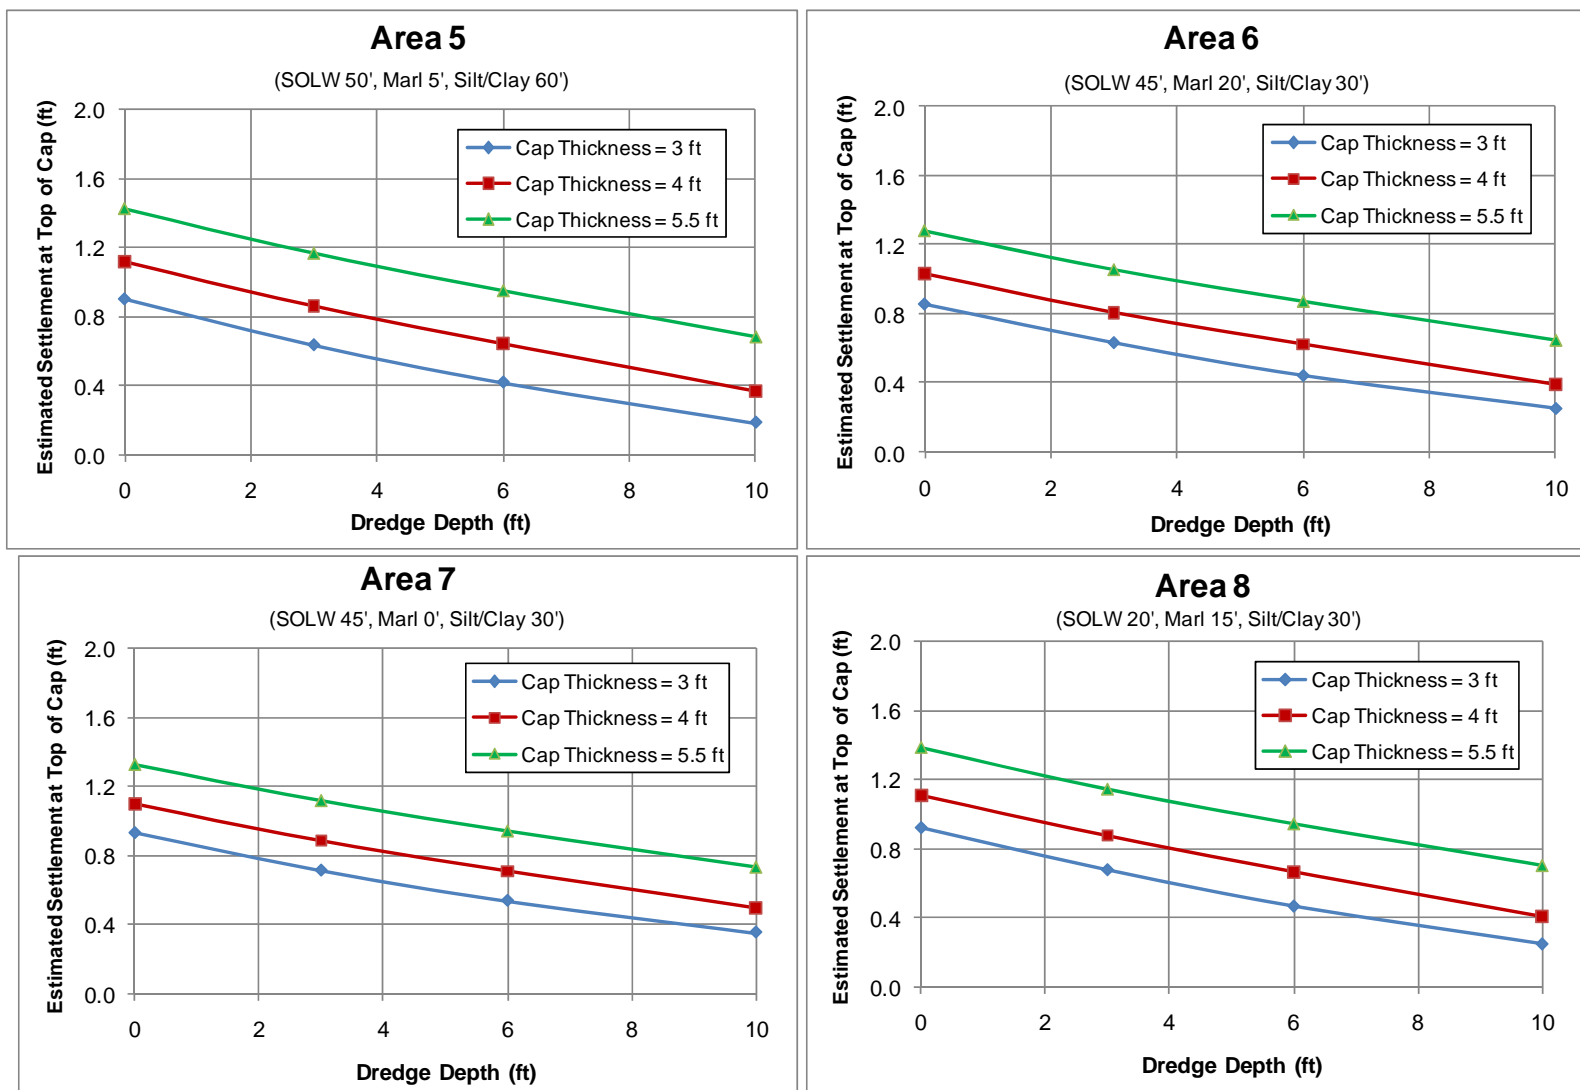 Area 5
(SOLW 50', Marl 5', Silt/Clay 60')
Estimated Settlement at Top of Cap (ft)
2.0
1.6
1.2
0.8
0.4
0.0
Cap Thickness = 3 ft
Cap Thickness = 4 ft
Cap Thickness = 5.5 ft
0 2 4 6 8 10
Dredge Depth (ft)
Area 6
(SOLW 45', Marl 20', Silt/Clay 30')
Estimated Settlement at Top of Cap (ft)
2.0
1.6
1.2
0.8
0.4
0.0
Cap Thickness = 3 ft
Cap Thickness = 4 ft
Cap Thickness = 5.5 ft
0 2 4 6 8 10
Dredge Depth (ft)
Area 7
(SOLW 45', Marl 0', Silt/Clay 30')
Estimated Settlement at Top of Cap (ft)
2.0
1.6
1.2
0.8
0.4
0.0
Cap Thickness = 3 ft
Cap Thickness = 4 ft
Cap Thickness = 5.5 ft
0 2 4 6 8 10
Dredge Depth (ft)
Area 8
(SOLW 20', Marl 15', Silt/Clay 30')
Estimated Settlement at Top of Cap (ft)
2.0
1.6
1.2
0.8
0.4
0.0
Cap Thickness = 3 ft
Cap Thickness = 4 ft
Cap Thickness = 5.5 ft
0 2 4 6 8 10
Dredge Depth (ft)